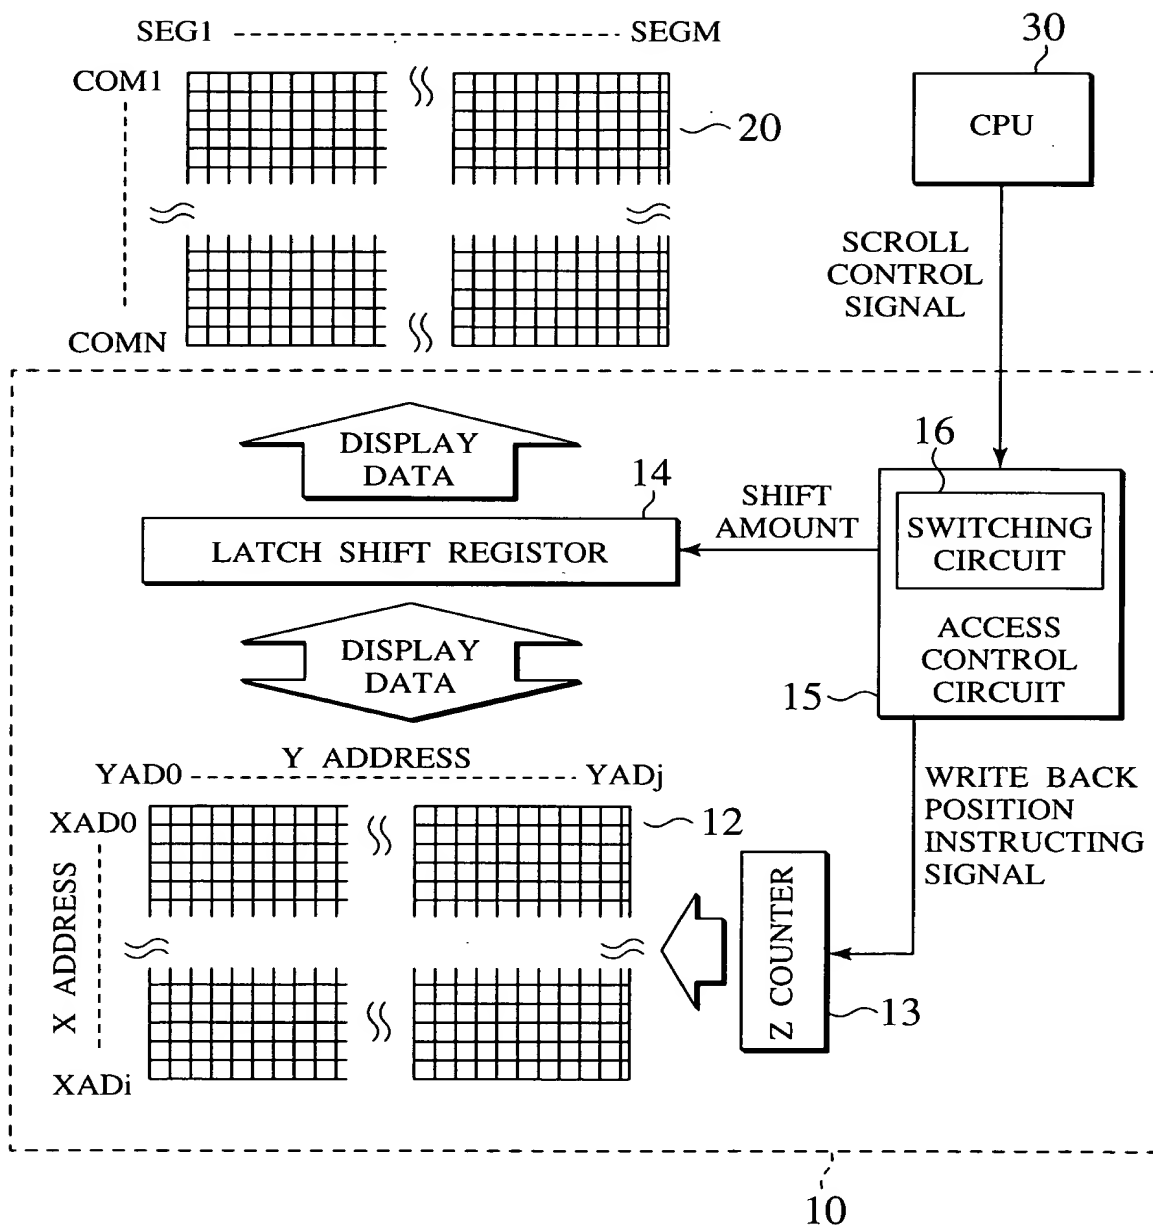 SEG1 SEGM
30
COM1
20
CPU
COMN
SCROLL
CONTROL
SIGNAL
DISPLAY
DATA
14
16
SHIFT
AMOUNT
SWITCHING
CIRCUIT
LATCH SHIFT REGISTOR
ACCESS
CONTROL
CIRCUIT
15
DISPLAY
DATA
Y ADDRESS
YAD0 YADj
XAD0
12
X ADDRESS
XADi
WRITE BACK
POSITION
INSTRUCTING
SIGNAL
Z COUNTER
13
10